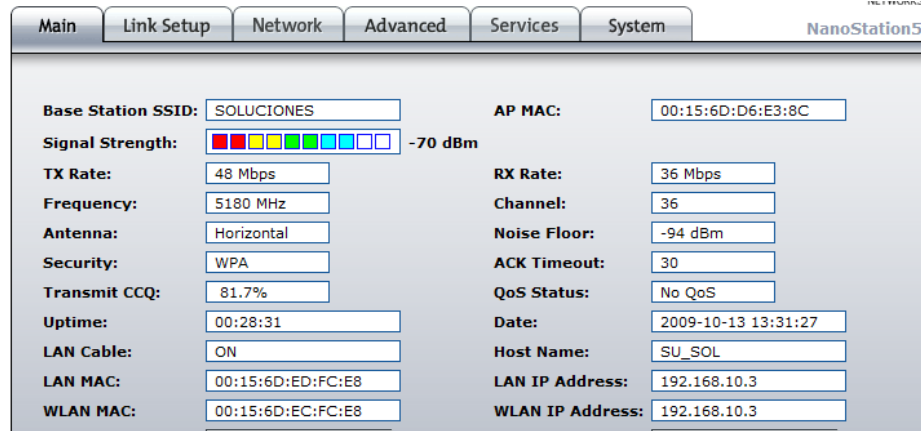 NETWORKS
Main Link Setup Network Advanced Services System NanoStation5
Base Station SSID: SOLUCIONES AP MAC: 00:15:6D:D6:E3:8C
Signal Strength: -70 dBm
TX Rate: 48 Mbps RX Rate: 36 Mbps
Frequency: 5180 MHz Channel: 36
Antenna: Horizontal Noise Floor: -94 dBm
Security: WPA ACK Timeout: 30
Transmit CCQ: 81.7% QoS Status: No QoS
Uptime: 00:28:31 Date: 2009-10-13 13:31:27
LAN Cable: ON Host Name: SU_SOL
LAN MAC: 00:15:6D:ED:FC:E8 LAN IP Address: 192.168.10.3
WLAN MAC: 00:15:6D:EC:FC:E8 WLAN IP Address: 192.168.10.3